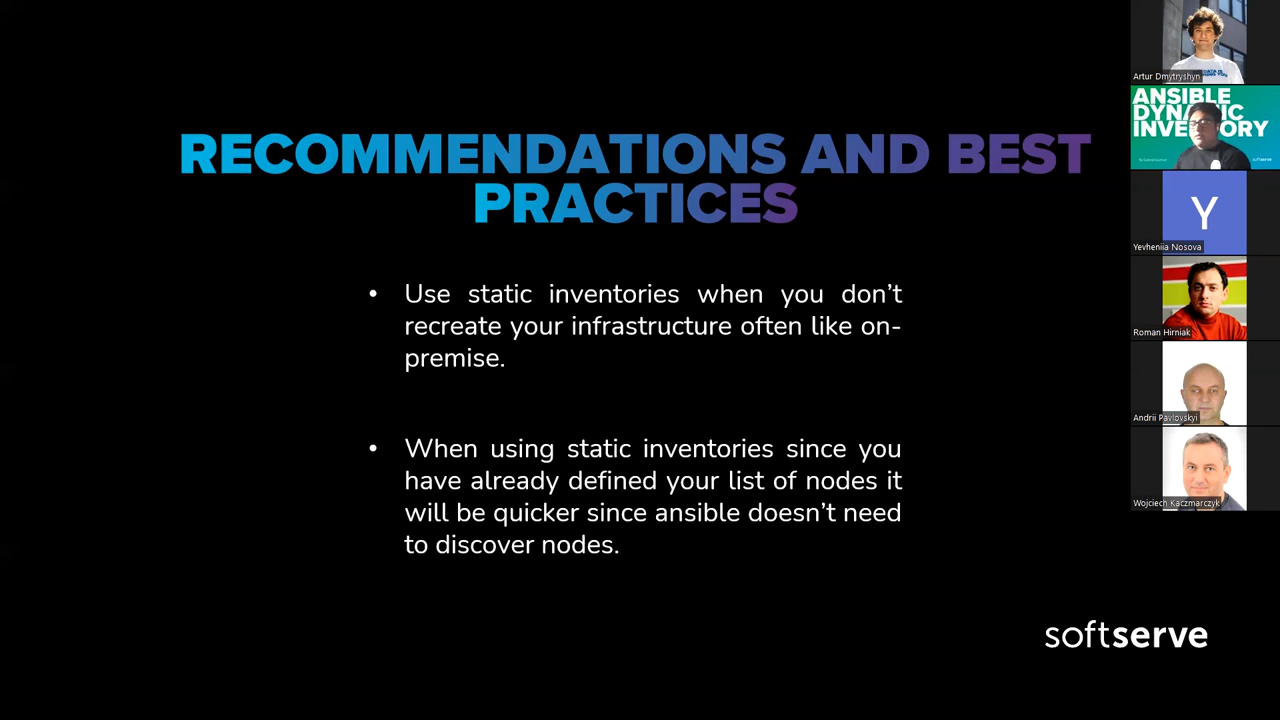 RECOMMENDATIONS AND BEST
PRACTICES
• Use static inventories when you don’t
recreate your infrastructure often like on-
premise.
• When using static inventories since you
have already defined your list of nodes it
will be quicker since ansible doesn’t need
to discover nodes.
softserve
Artur Dmytryshyn
ANSIBLE
DYNAMIC
INVENTORY
softserve
Y
Yevheniia Nosova
Roman Hirniak
Andrii Pavlovskyi
Wojciech Kaczmarczyk